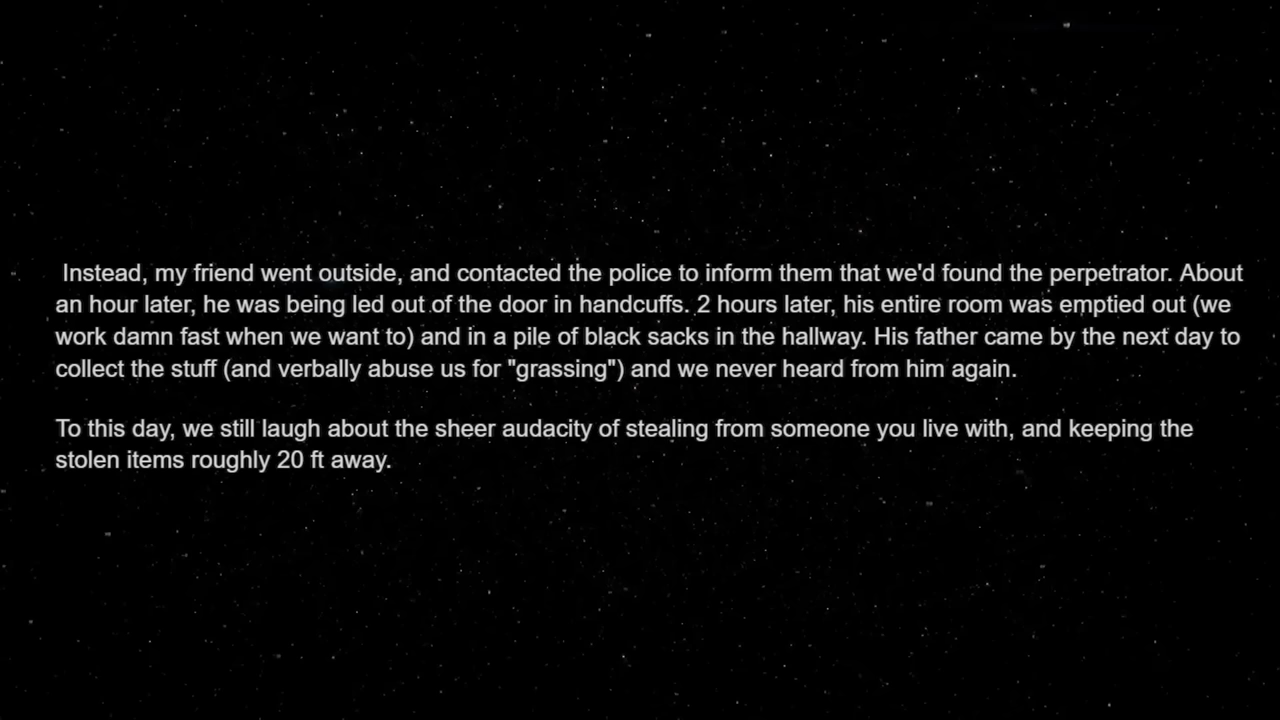 Instead, my friend went outside, and contacted the police to inform them that we'd found the perpetrator. About
an hour later, he was being led out of the door in handcuffs. 2 hours later, his entire room was emptied out (we
work damn fast when we want to) and in a pile of black sacks in the hallway. His father came by the next day to
collect the stuff (and verbally abuse us for "grassing") and we never heard from him again.
To this day, we still laugh about the sheer audacity of stealing from someone you live with, and keeping the
stolen items roughly 20 ft away.